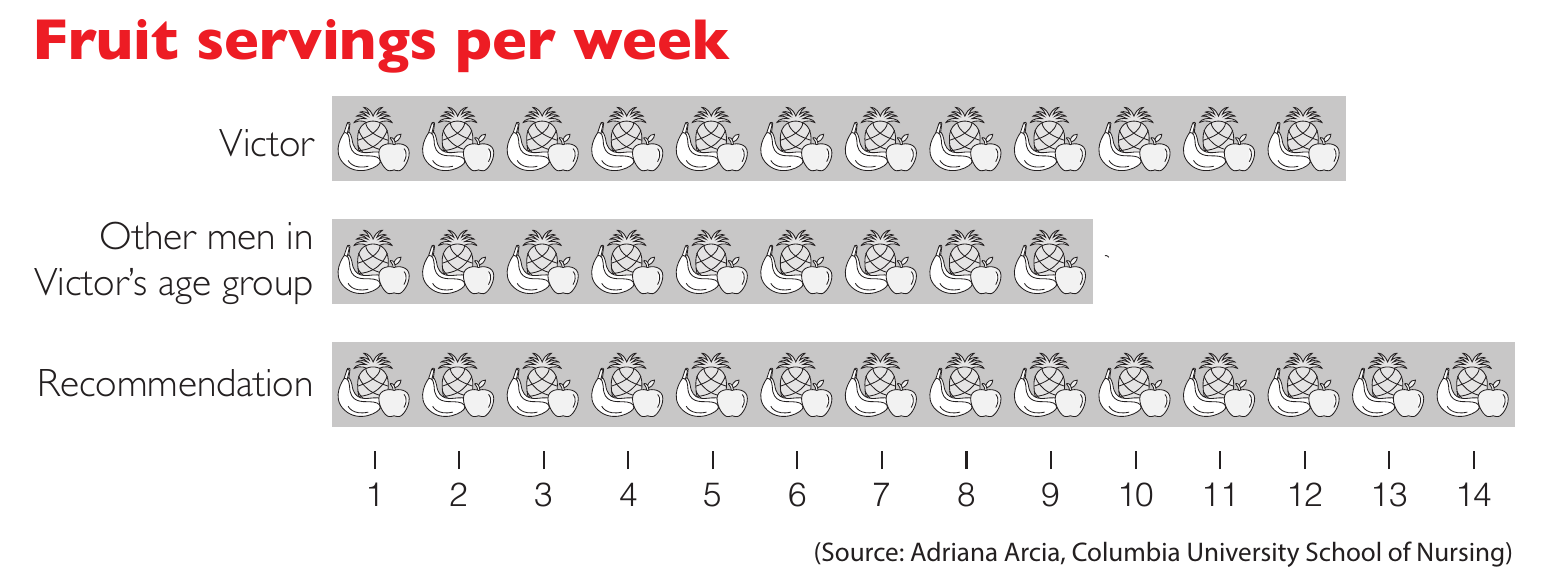 Fruit servings per week
Victor
Other men in
Victor’s age group
Recommendation
1 2 3 4 5 6 7 8 9 10 11 12 13 14
(Source: Adriana Arcia, Columbia University School of Nursing)